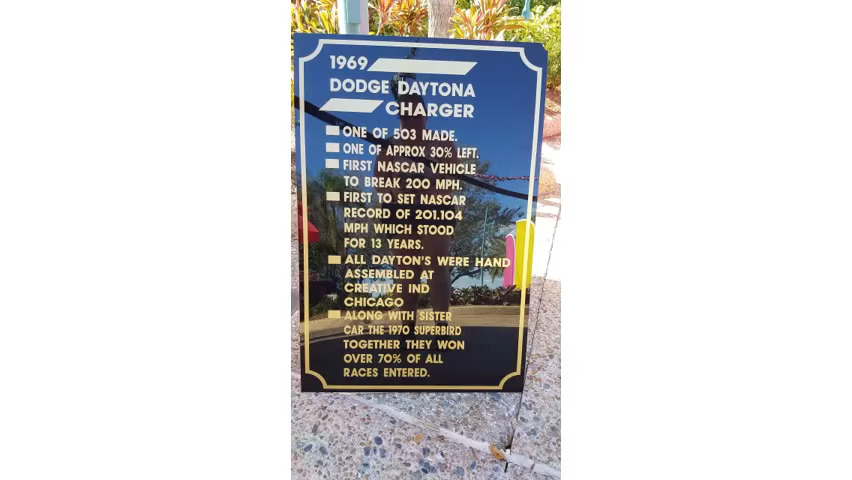 1969
DODGE DAYTONA
CHARGER
ONE OF 503 MADE.
ONE OF APPROX 30% LEFT.
FIRST NASCAR VEHICLE
TO BREAK 200 MPH.
FIRST TO SET NASCAR
RECORD OF 201.104
MPH WHICH STOOD
FOR 13 YEARS.
ALL DAYTON'S WERE HAND
ASSEMBLED AT
CREATIVE IND
CHICAGO
ALONG WITH SISTER
CAR THE 1970 SUPERBIRD
TOGETHER THEY WON
OVER 70% OF ALL
RACES ENTERED.